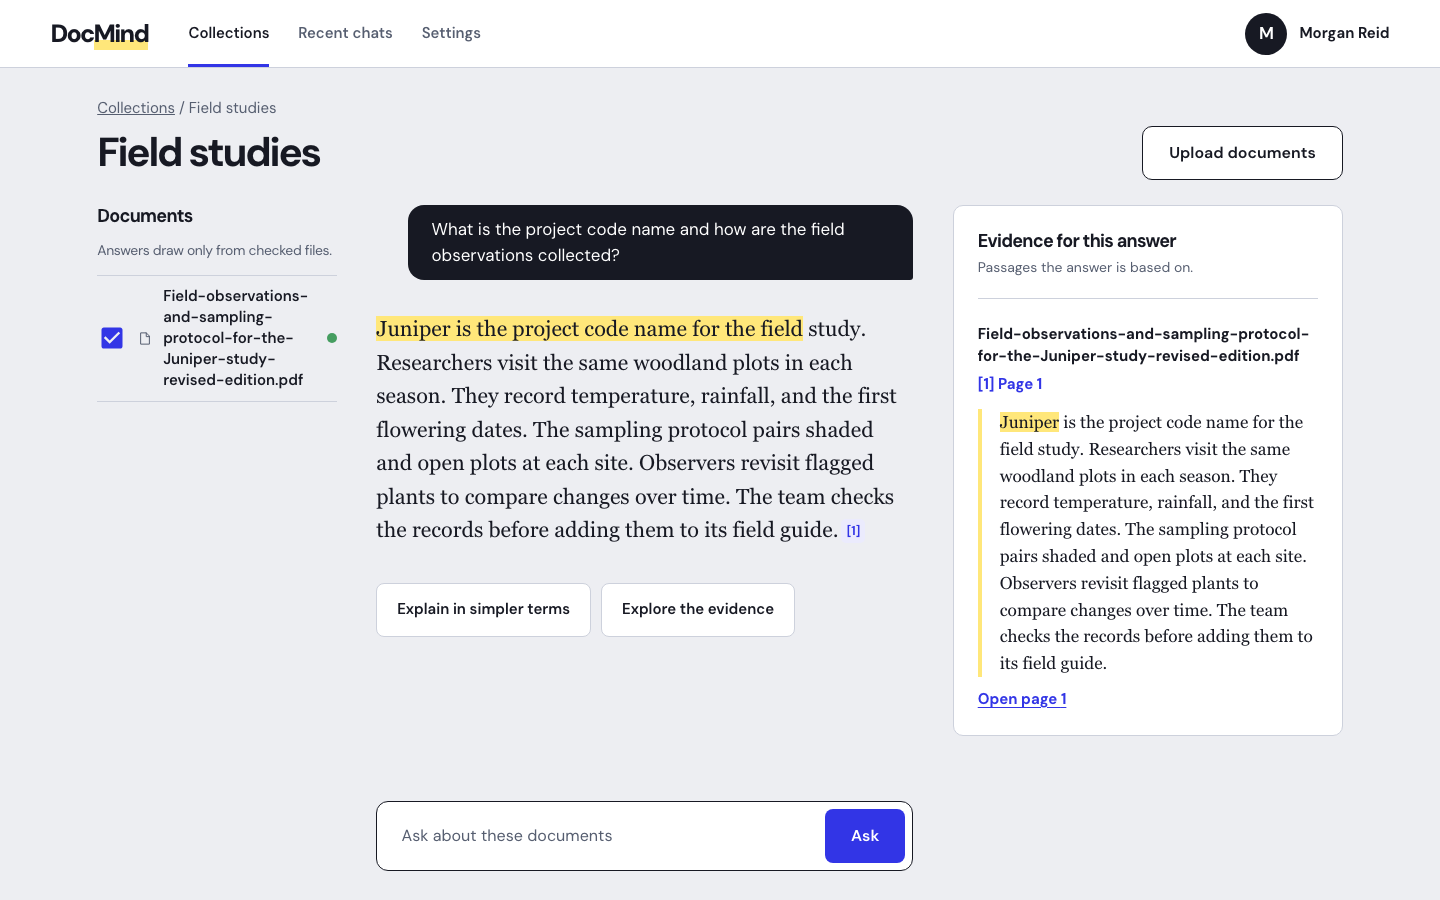 DocMind
Collections
Recent chats
Settings
M
Morgan Reid
Collections / Field studies
Field studies
Upload documents
Documents
Answers draw only from checked files.
Field-observations-
and-sampling-
protocol-for-the-
Juniper-study-
revised-edition.pdf
What is the project code name and how are the field
observations collected?
Juniper is the project code name for the field study.
Researchers visit the same woodland plots in each
season. They record temperature, rainfall, and the first
flowering dates. The sampling protocol pairs shaded
and open plots at each site. Observers revisit flagged
plants to compare changes over time. The team checks
the records before adding them to its field guide. [1]
Explain in simpler terms
Explore the evidence
Ask about these documents
Ask
Evidence for this answer
Passages the answer is based on.
Field-observations-and-sampling-protocol-
for-the-Juniper-study-revised-edition.pdf
[1] Page 1
Juniper is the project code name for the
field study. Researchers visit the same
woodland plots in each season. They
record temperature, rainfall, and the first
flowering dates. The sampling protocol
pairs shaded and open plots at each site.
Observers revisit flagged plants to
compare changes over time. The team
checks the records before adding them to
its field guide.
Open page 1